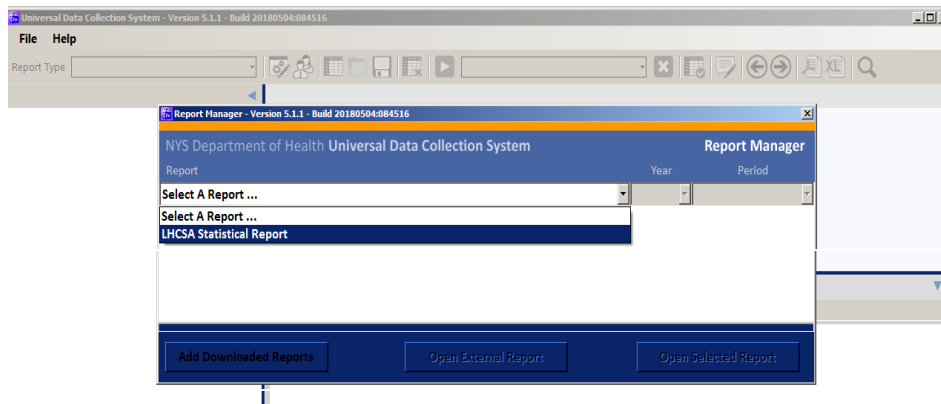 Universal Data Collection System - Version 5.1.1 - Build 20180504:084516
File Help
Report Type
XL
Report Manager - Version 5.1.1 - Build 20180504:084516
NYS Department of Health Universal Data Collection System Report Manager
Report Year Period
Select A Report ...
Select A Report ...
LHCSA Statistical Report
Add Downloaded Reports Open External Report Open Selected Report